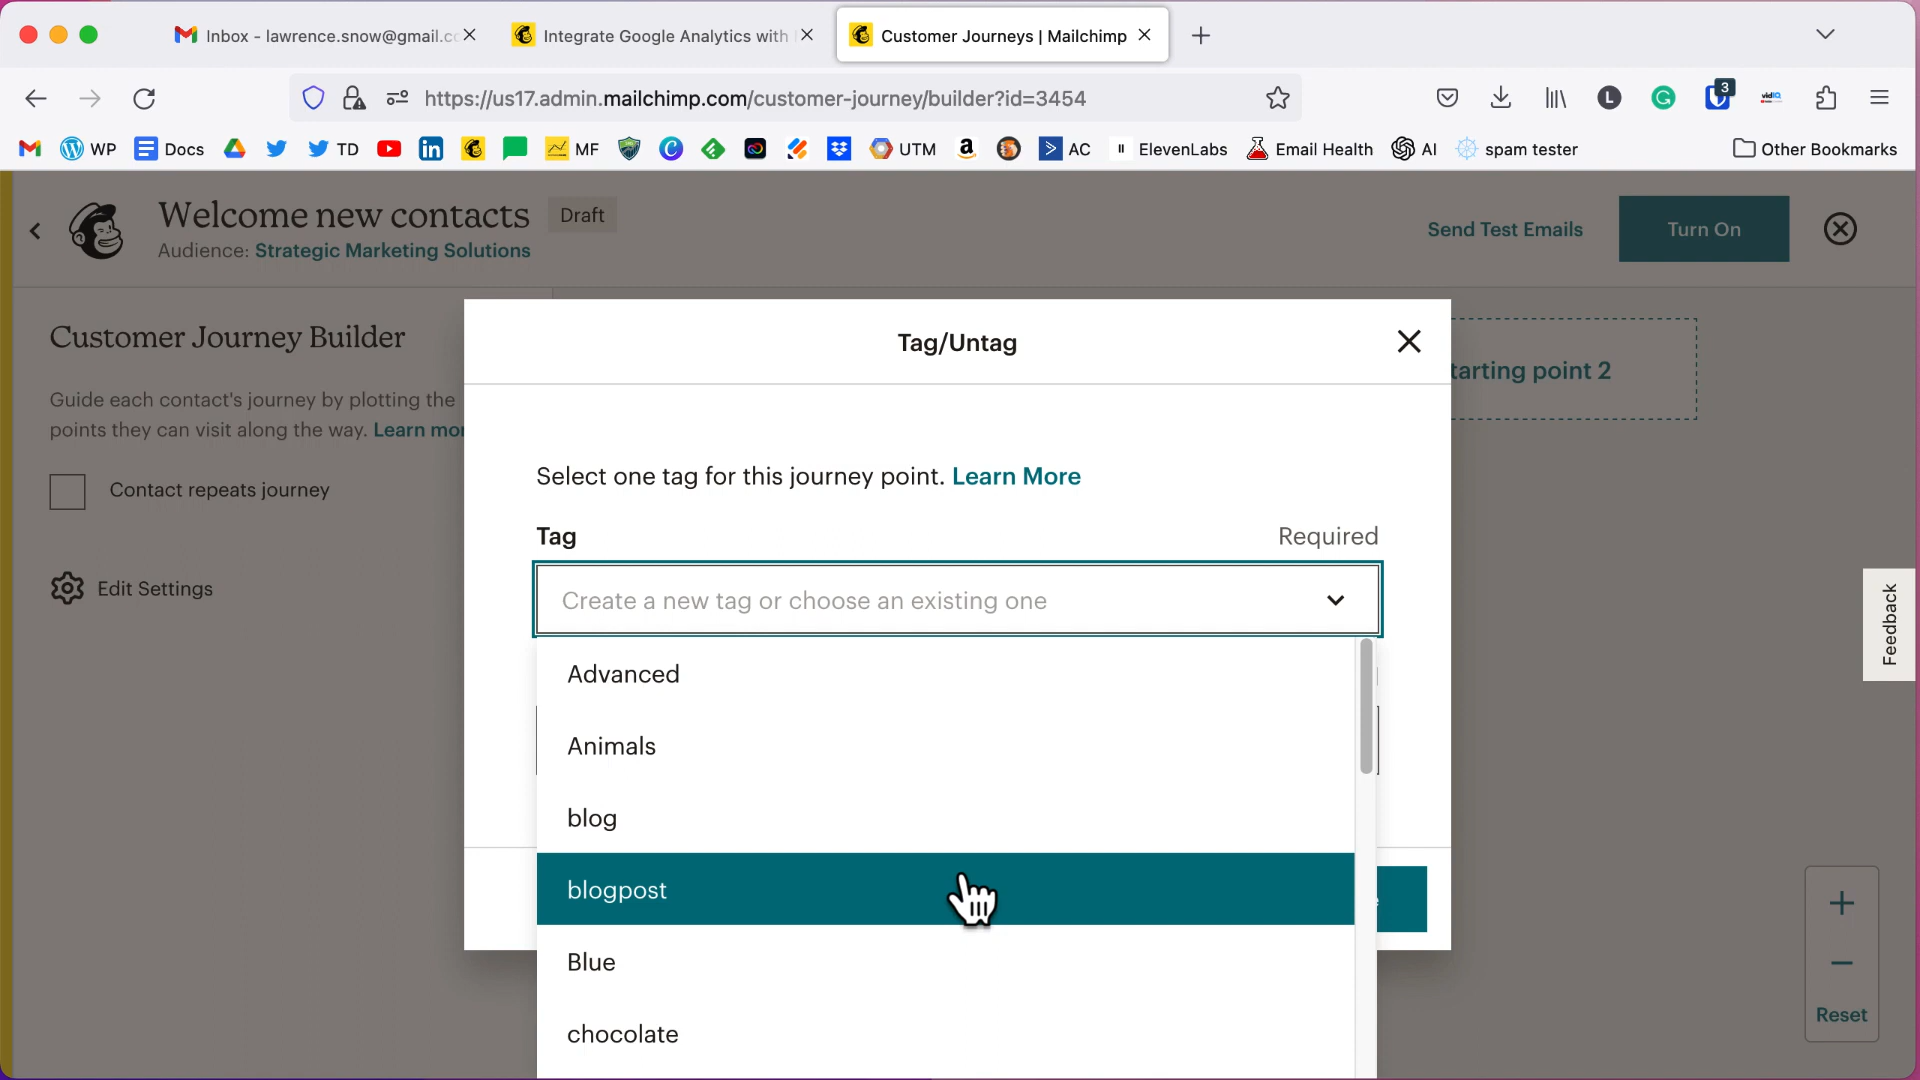 Inbox - lawrence.snow@gmail.co
Integrate Google Analytics with
Customer Journeys | Mailchimp
https://us17.admin.mailchimp.com/customer-journey/builder?id=3454
L
3
vidIQ
WP
Docs
TD
MF
UTM
AC
ElevenLabs
Email Health
AI
spam tester
Other Bookmarks
Welcome new contacts
Draft
Audience: Strategic Marketing Solutions
Send Test Emails
Turn On
Customer Journey Builder
Guide each contact's journey by plotting the
points they can visit along the way. Learn mor
Contact repeats journey
Edit Settings
Tag/Untag
tarting point 2
Select one tag for this journey point. Learn More
Tag
Required
Create a new tag or choose an existing one
Advanced
Animals
blog
blogpost
Blue
chocolate
Feedback
Reset